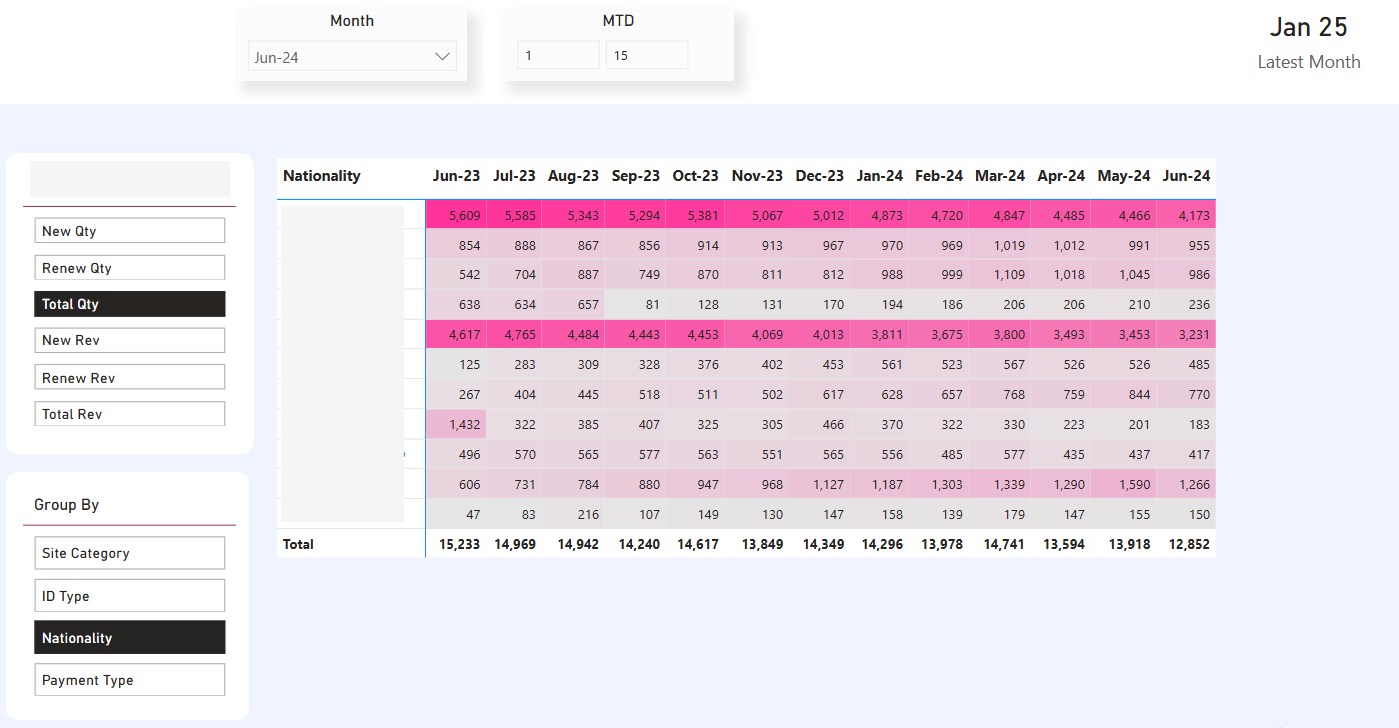 Month
Jun-24
MTD
1 15
Jan 25
Latest Month
New Qty
Renew Qty
Total Qty
New Rev
Renew Rev
Total Rev
Group By
Site Category
ID Type
Nationality
Payment Type
Nationality Jun-23 Jul-23 Aug-23 Sep-23 Oct-23 Nov-23 Dec-23 Jan-24 Feb-24 Mar-24 Apr-24 May-24 Jun-24
5,609 5,585 5,343 5,294 5,381 5,067 5,012 4,873 4,720 4,847 4,485 4,466 4,173
854 888 867 856 914 913 967 970 969 1,019 1,012 991 955
542 704 887 749 870 811 812 988 999 1,109 1,018 1,045 986
638 634 657 81 128 131 170 194 186 206 206 210 236
4,617 4,765 4,484 4,443 4,453 4,069 4,013 3,811 3,675 3,800 3,493 3,453 3,231
125 283 309 328 376 402 453 561 523 567 526 526 485
267 404 445 518 511 502 617 628 657 768 759 844 770
1,432 322 385 407 325 305 466 370 322 330 223 201 183
496 570 565 577 563 551 565 556 485 577 435 437 417
606 731 784 880 947 968 1,127 1,187 1,303 1,339 1,290 1,590 1,266
47 83 216 107 149 130 147 158 139 179 147 155 150
Total 15,233 14,969 14,942 14,240 14,617 13,849 14,349 14,296 13,978 14,741 13,594 13,918 12,852